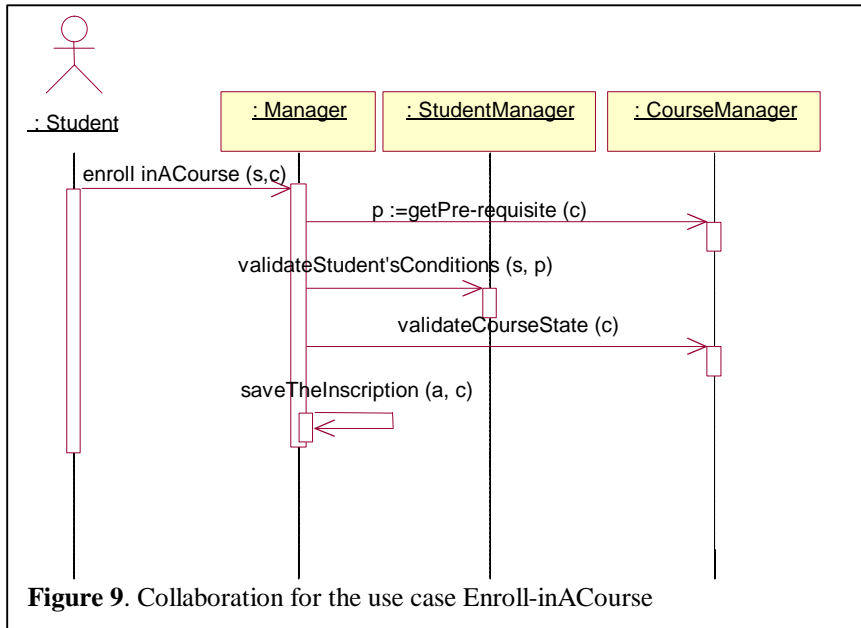 : Student
: Manager
: StudentManager
: CourseManager
enroll inACourse (s,c)
p :=getPre-requisite (c)
validateStudent'sConditions (s, p)
validateCourseState (c)
saveTheInscription (a, c)
Figure 9. Collaboration for the use case Enroll-inACourse